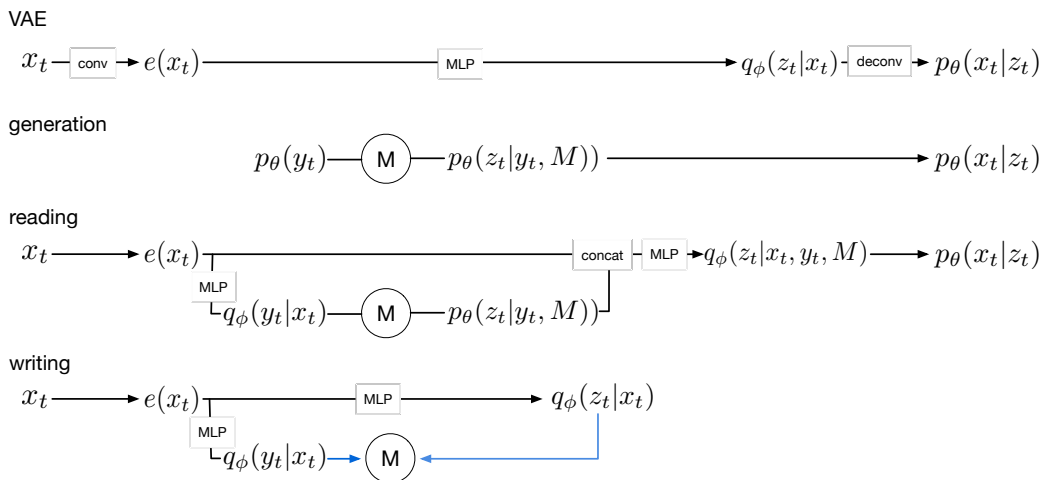 VAE
x_t conv e(x_t) MLP q_ϕ(z_t|x_t) deconv p_θ(x_t|z_t)
generation
p_θ(y_t) M p_θ(z_t|y_t, M)) p_θ(x_t|z_t)
reading
x_t e(x_t) concat MLP q_ϕ(z_t|x_t, y_t, M) p_θ(x_t|z_t)
MLP
q_ϕ(y_t|x_t) M p_θ(z_t|y_t, M))
writing
x_t e(x_t) MLP q_ϕ(z_t|x_t)
MLP
q_ϕ(y_t|x_t) M